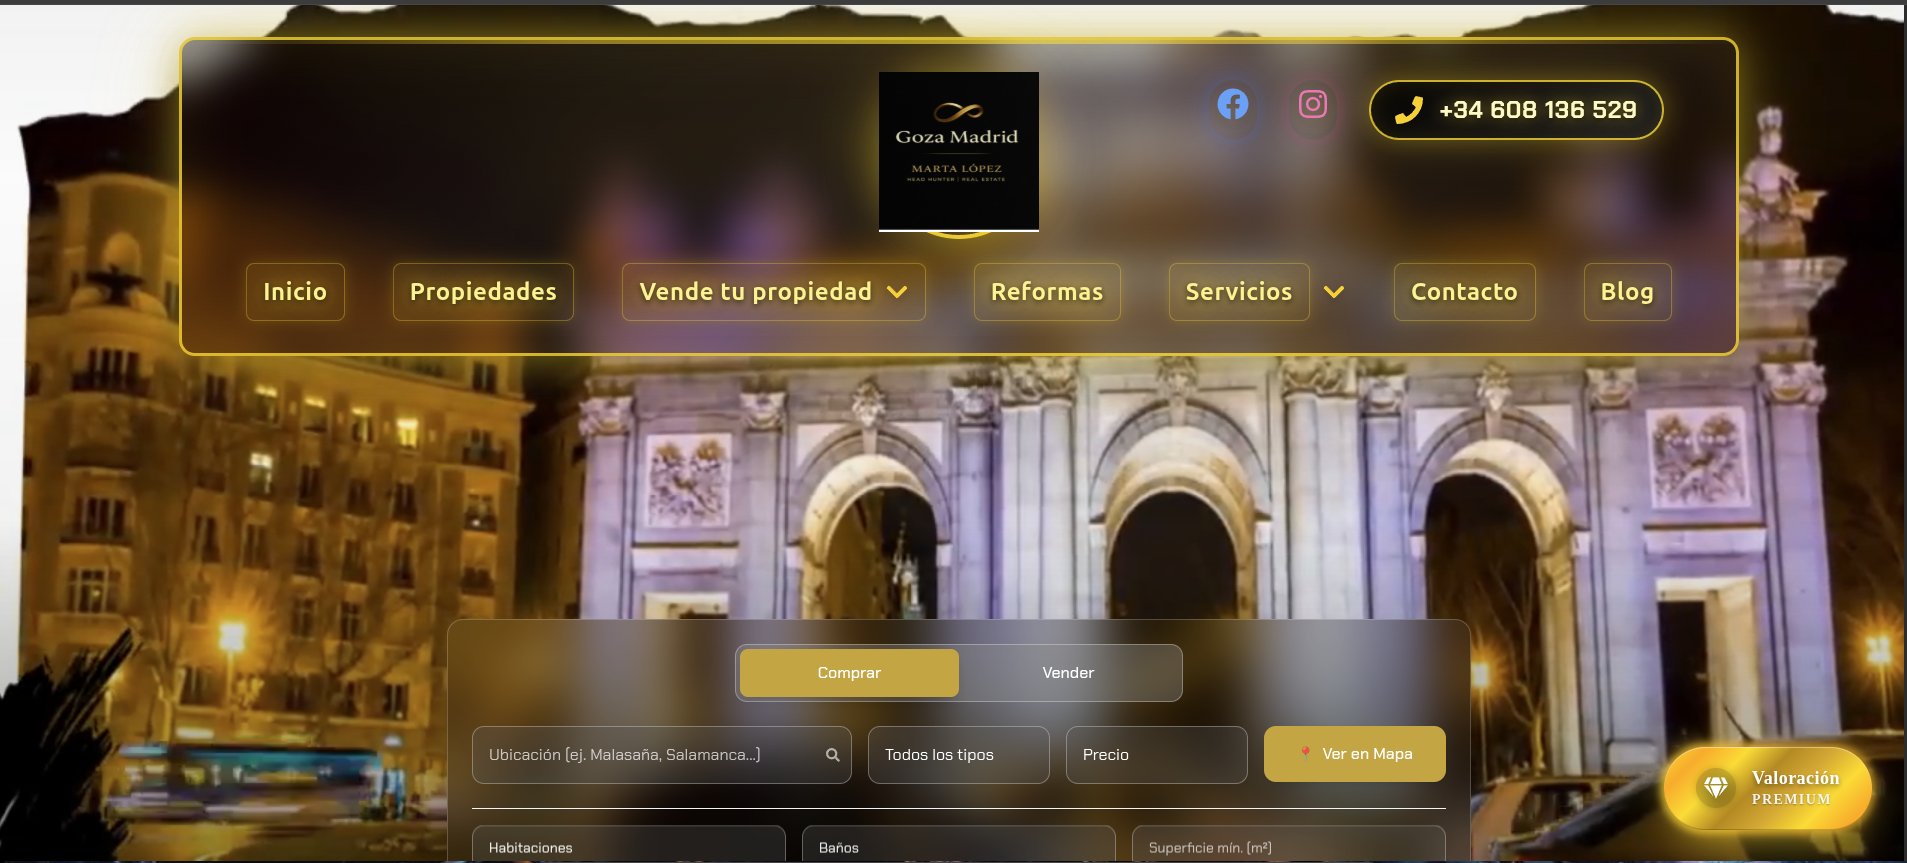 Goza Madrid
MARTA LÓPEZ
HEAD HUNTER | REAL ESTATE
+34 608 136 529
Inicio
Propiedades
Vende tu propiedad
Reformas
Servicios
Contacto
Blog
Comprar
Vender
Ubicación (ej. Malasaña, Salamanca...)
Todos los tipos
Precio
Ver en Mapa
Valoración
PREMIUM
Habitaciones
Baños
Superficie mín. (m²)